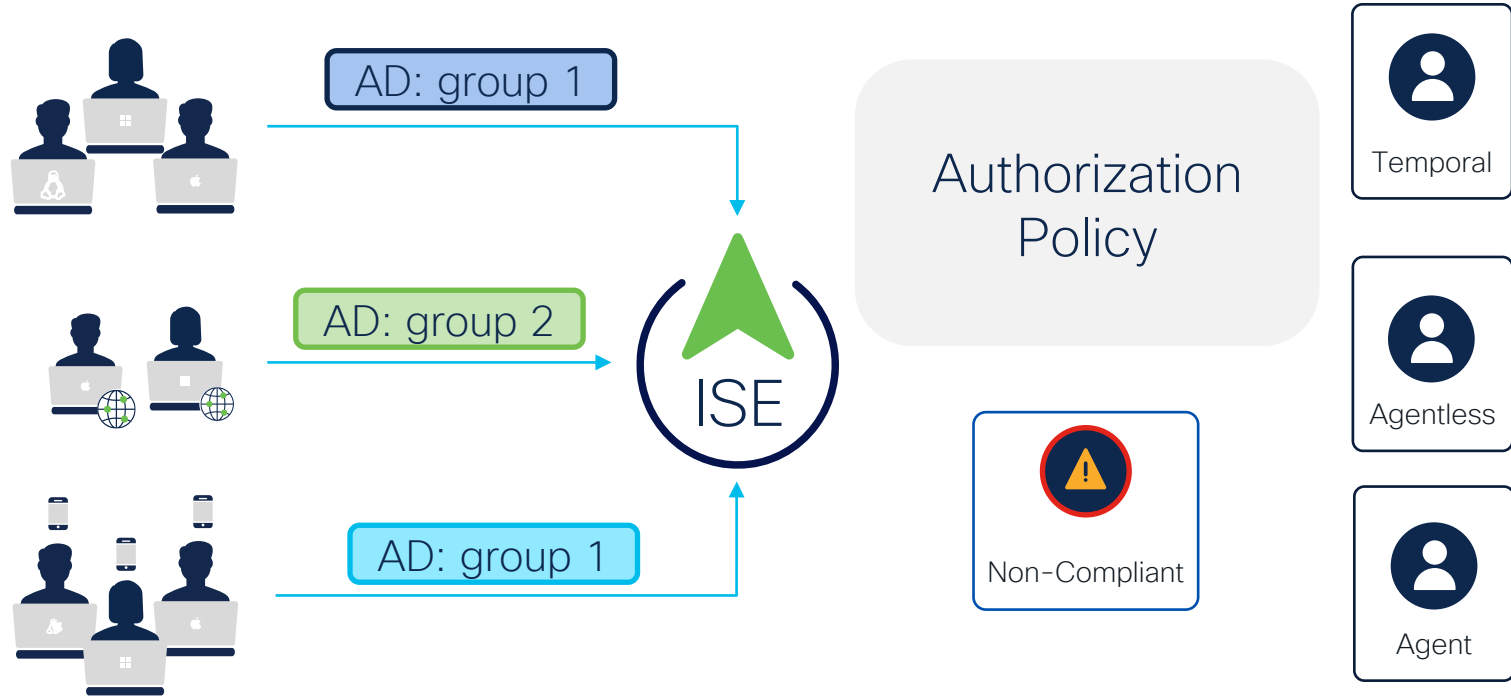 AD: group 1
AD: group 2
AD: group 1
ISE
Authorization
Policy
Non-Compliant
Temporal
Agentless
Agent